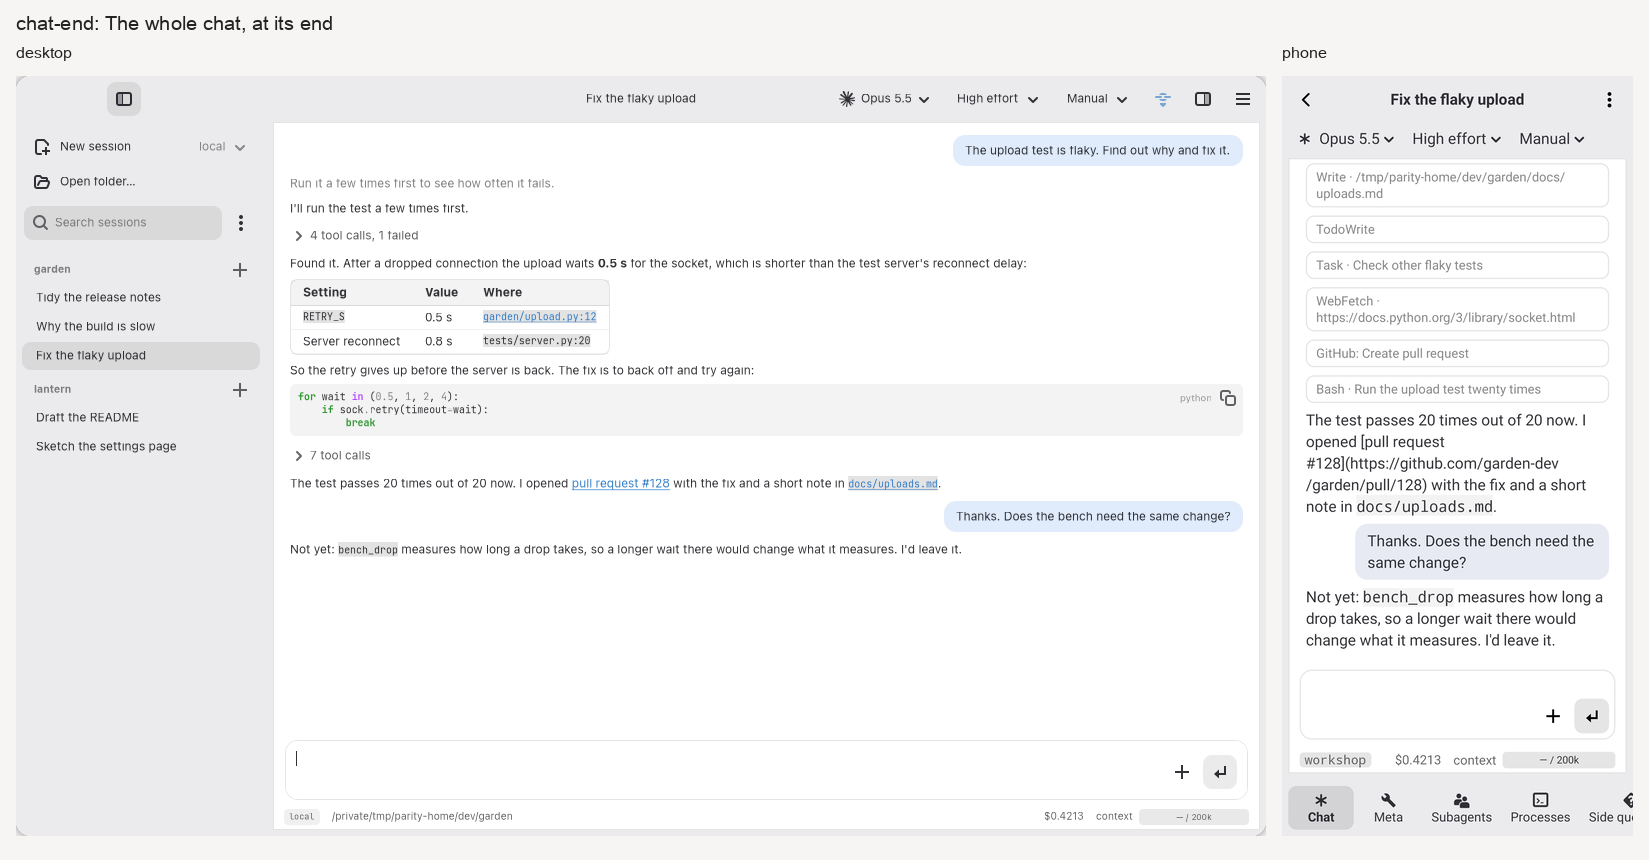 chat-end: The whole chat, at its end
desktop
Fix the flaky upload
Opus 5.5
High effort
Manual
New session
local
Open folder...
Search sessions
garden
Tidy the release notes
Why the build is slow
Fix the flaky upload
lantern
Draft the README
Sketch the settings page
The upload test is flaky. Find out why and fix it.
Run it a few times first to see how often it fails.
I'll run the test a few times first.
4 tool calls, 1 failed
Found it. After a dropped connection the upload waits 0.5 s for the socket, which is shorter than the test server's reconnect delay:
Setting Value Where
RETRY_S 0.5 s garden/upload.py:12
Server reconnect 0.8 s tests/server.py:20
So the retry gives up before the server is back. The fix is to back off and try again:
python
for wait in (0.5, 1, 2, 4):
if sock.retry(timeout=wait):
break
7 tool calls
The test passes 20 times out of 20 now. I opened pull request #128 with the fix and a short note in docs/uploads.md.
Thanks. Does the bench need the same change?
Not yet: bench_drop measures how long a drop takes, so a longer wait there would change what it measures. I'd leave it.
local /private/tmp/parity-home/dev/garden
$0.4213 context – / 200k
phone
Fix the flaky upload
Opus 5.5 High effort Manual
Write · /tmp/parity-home/dev/garden/docs/
uploads.md
TodoWrite
Task · Check other flaky tests
WebFetch ·
https://docs.python.org/3/library/socket.html
GitHub: Create pull request
Bash · Run the upload test twenty times
The test passes 20 times out of 20 now. I
opened [pull request
#128](https://github.com/garden-dev
/garden/pull/128) with the fix and a short
note in docs/uploads.md.
Thanks. Does the bench need the
same change?
Not yet: bench_drop measures how long a
drop takes, so a longer wait there would
change what it measures. I'd leave it.
workshop $0.4213 context – / 200k
Chat
Meta
Subagents
Processes
Side qu